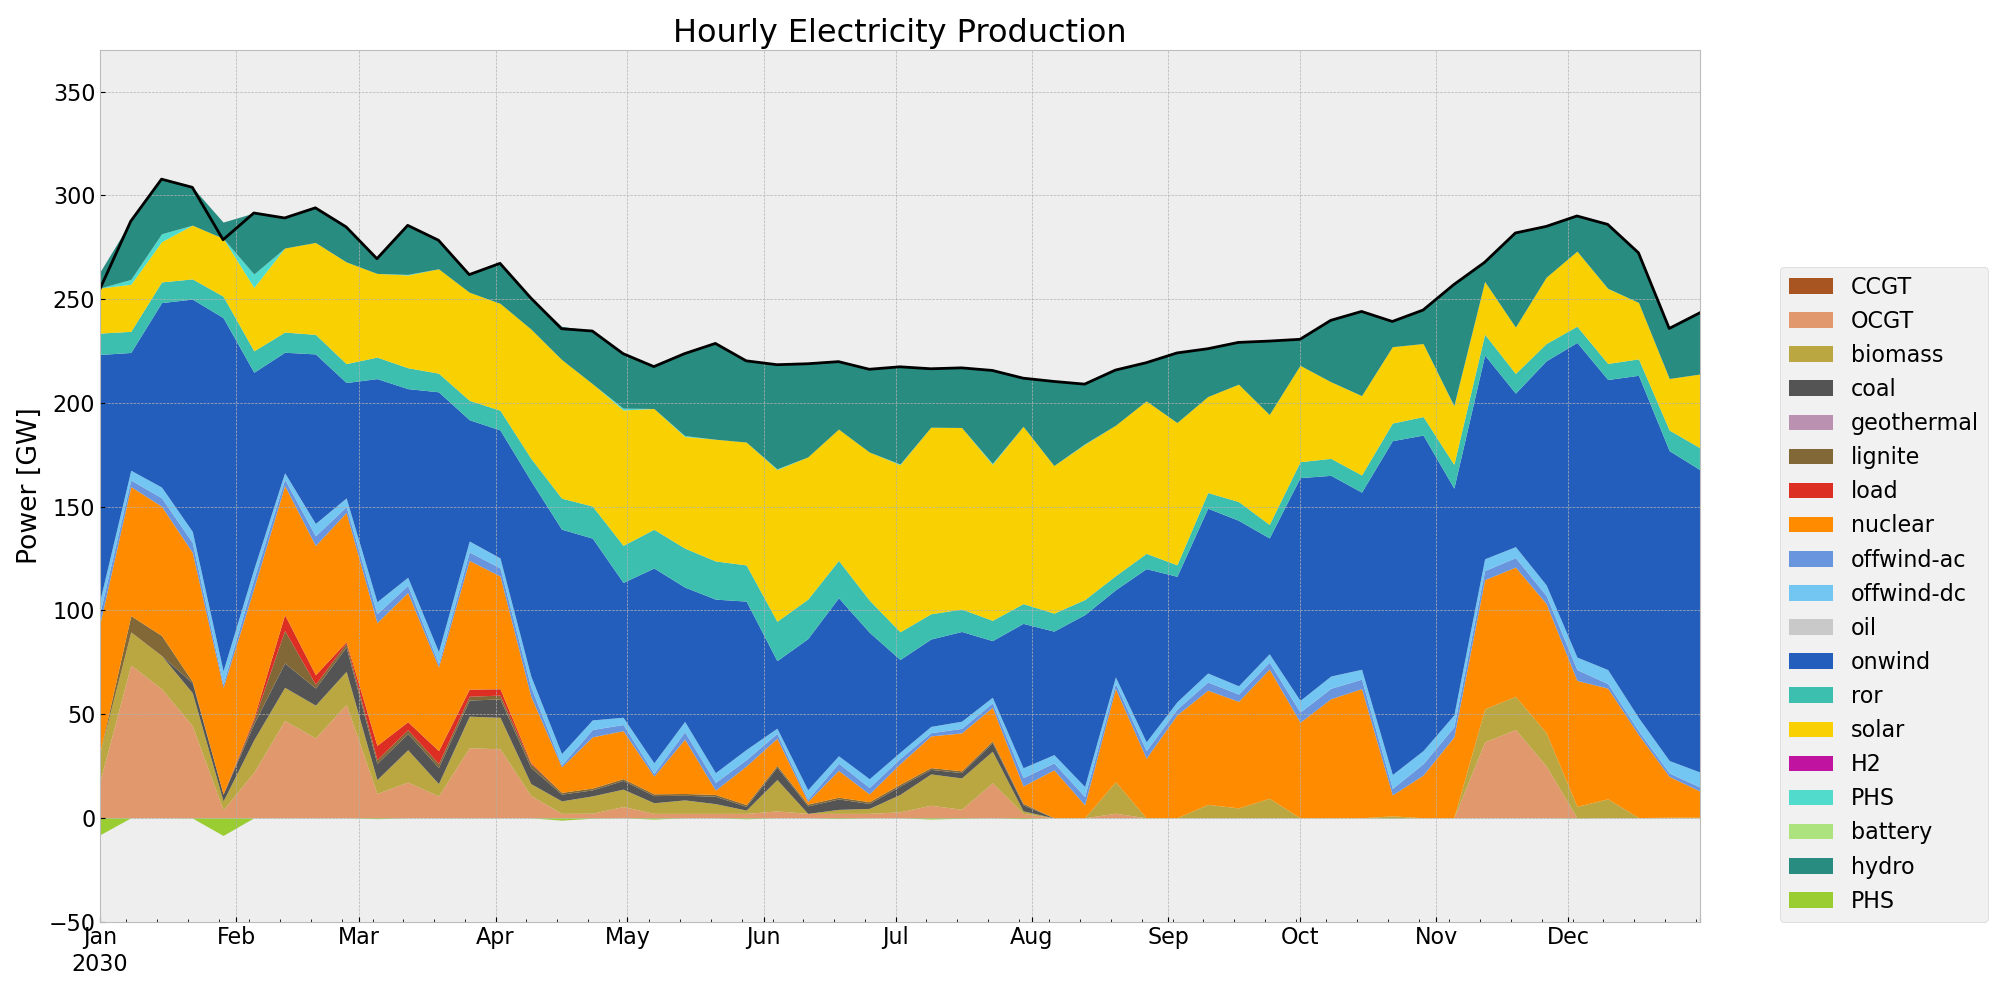 Hourly Electricity Production
Power [GW]
350
300
250
200
150
100
50
0
−50
Jan Feb Mar Apr May Jun Jul Aug Sep Oct Nov Dec
2030
CCGT
OCGT
biomass
coal
geothermal
lignite
load
nuclear
offwind-ac
offwind-dc
oil
onwind
ror
solar
H2
PHS
battery
hydro
PHS